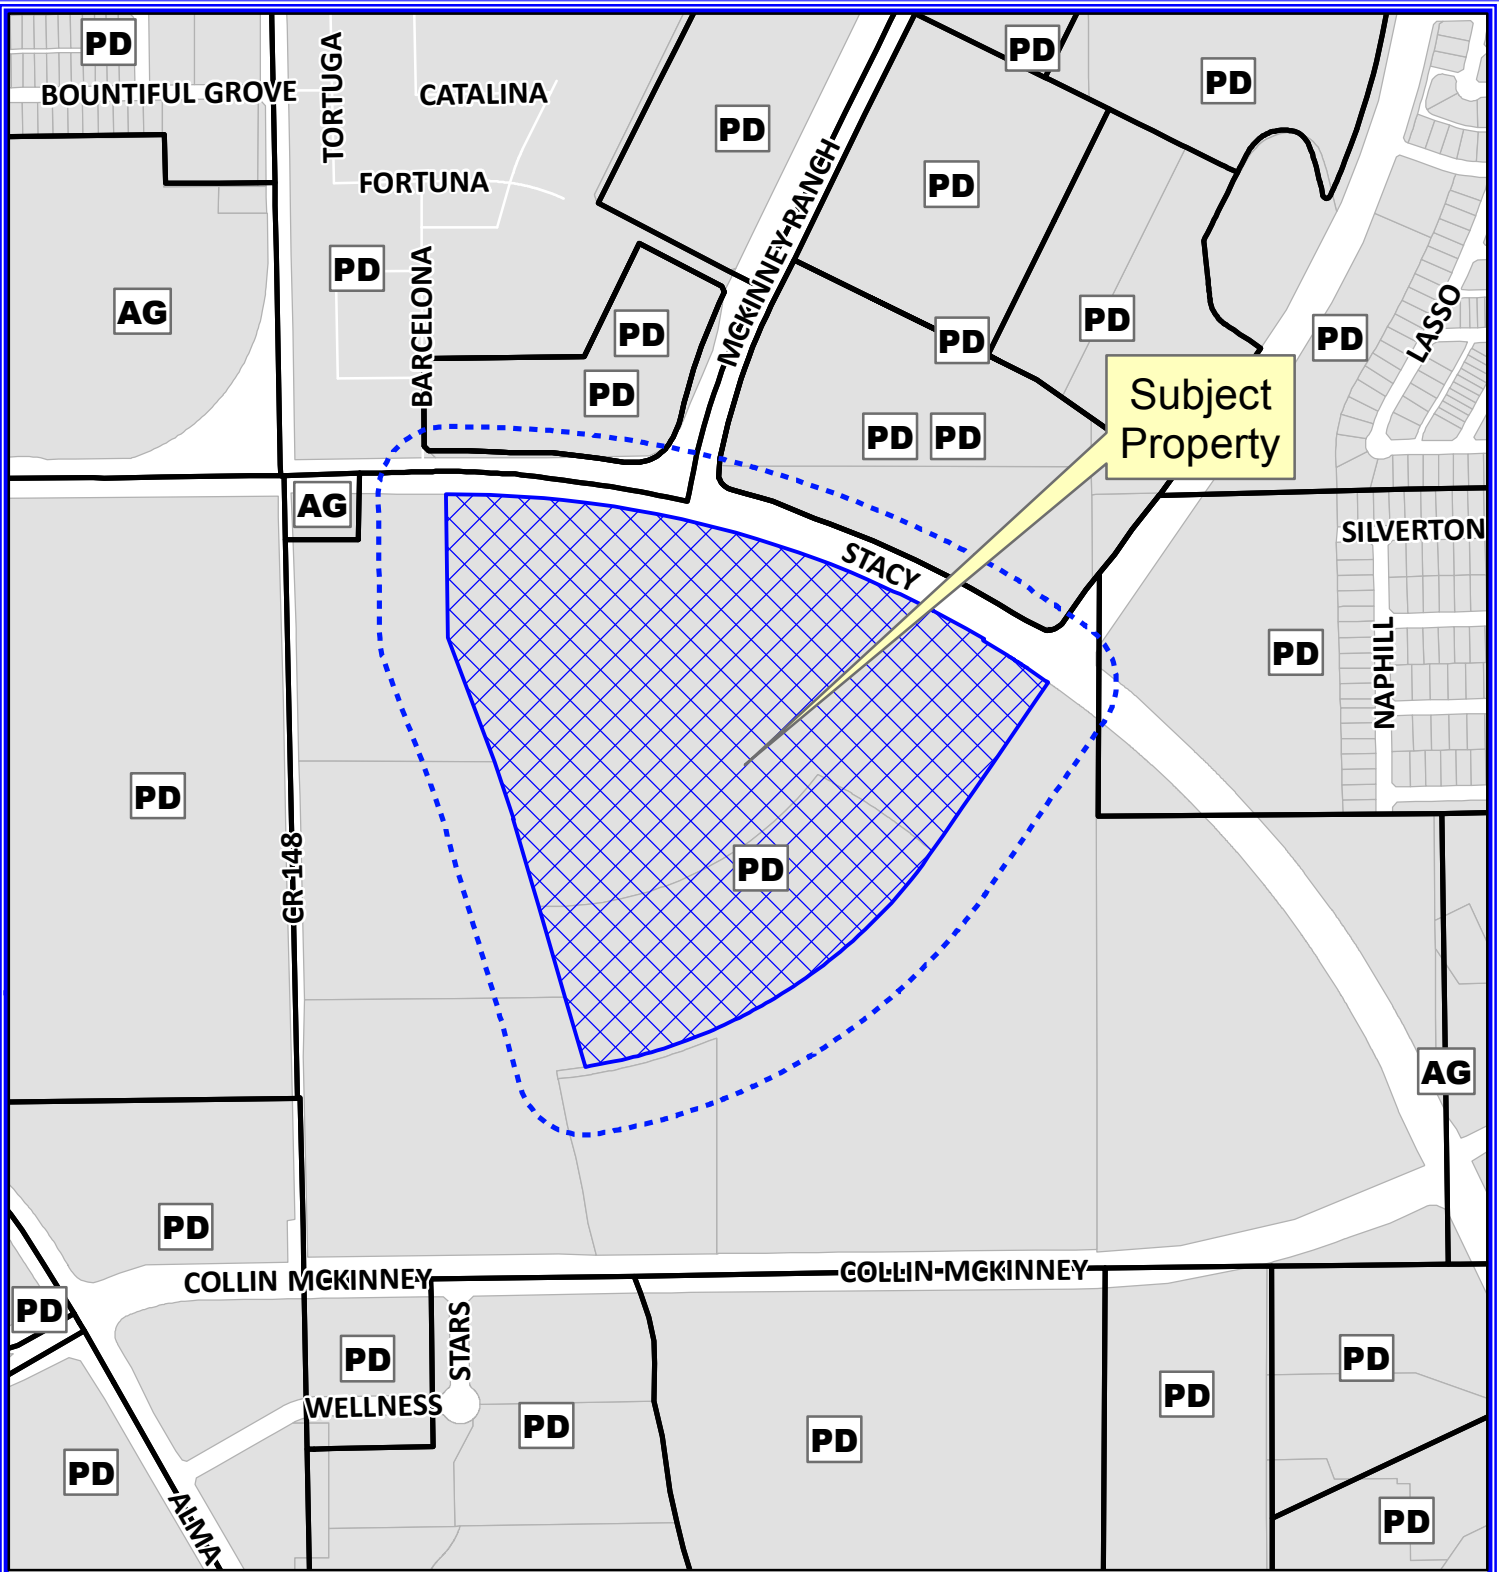 PD
PD
PD
BOUNTIFUL GROVE
TORTUGA
CATALINA
PD
FORTUNA
PD
MCKINNEY RANCH
PD
BARCELONA
AG
PD
PD
PD
PD
LASSO
PD
Subject
Property
PD
PD
AG
STACY
SILVERTON
PD
NAPHILL
PD
CR 148
PD
AG
PD
COLLIN MCKINNEY
COLLIN MCKINNEY
PD
STARS
PD
PD
WELLNESS
PD
PD
PD
PD
ALMA
PD